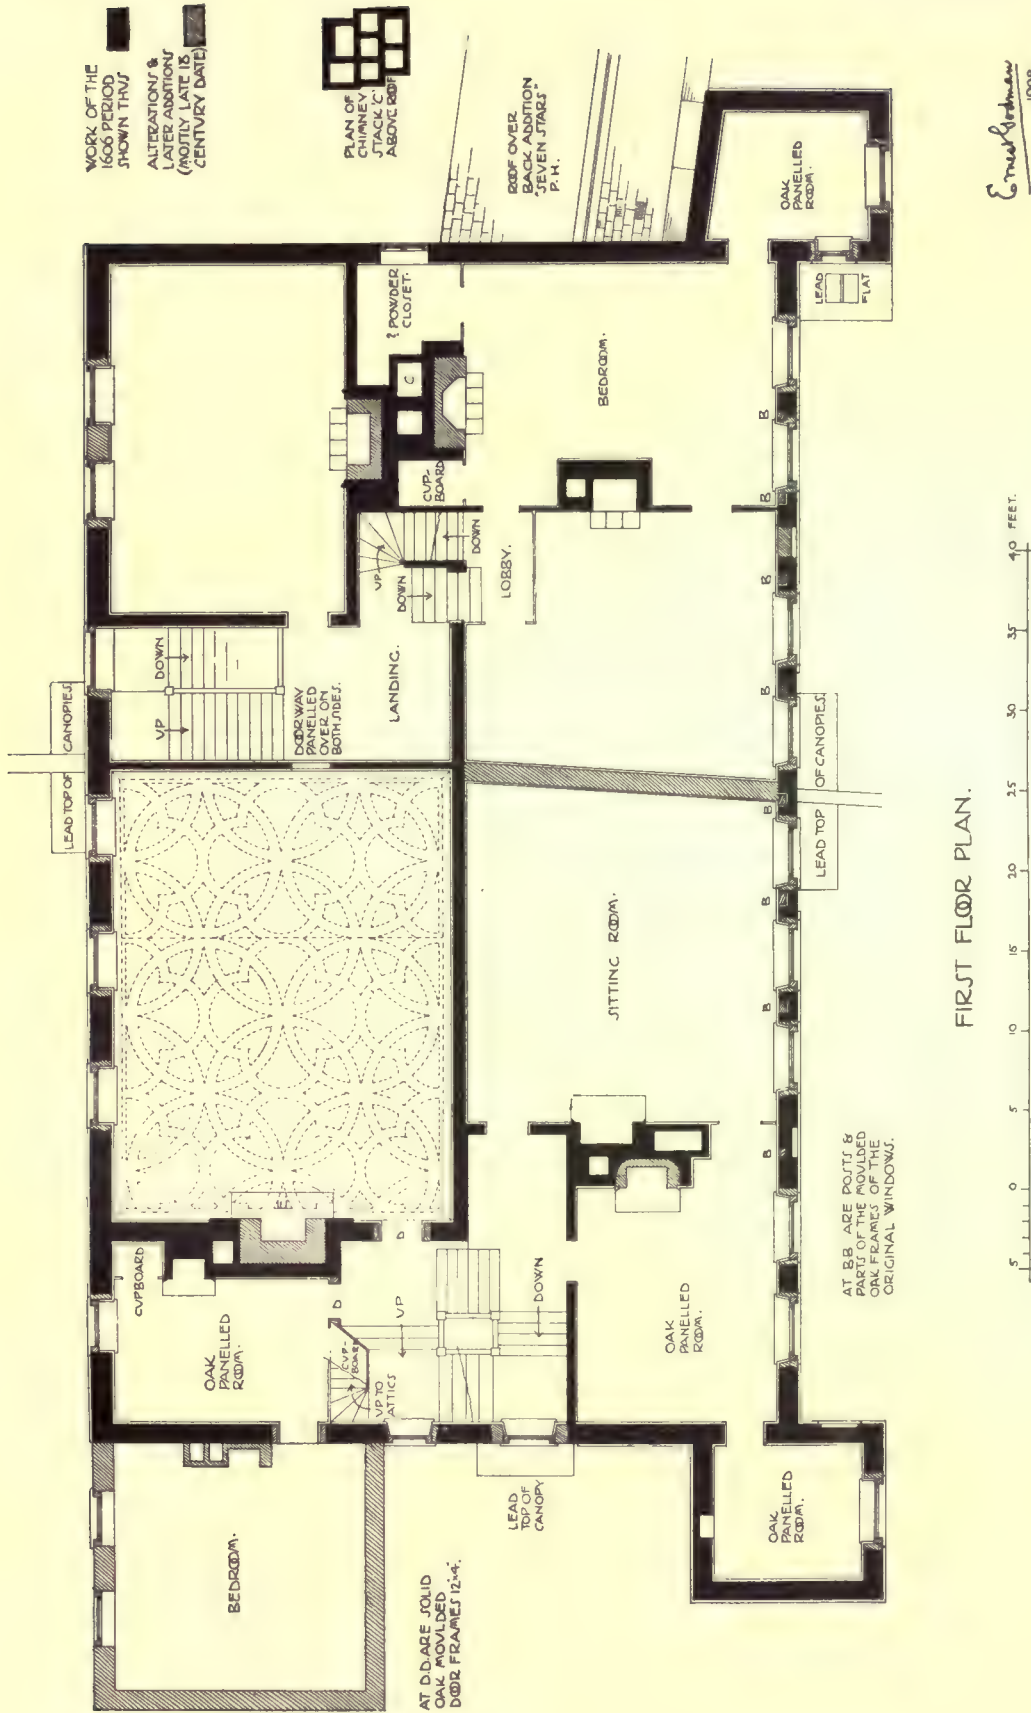 WORK OF THE
1606 PERIOD
SHOWN THVS
ALTERATIONS &
LATER ADDITIONS
(MOSTLY LATE 18
CENTURY DATE)
PLAN OF
CHIMNEY
STACK 'C'
ABOVE ROOF
ROOF OVER
BACK ADDITION
"SEVEN STARS"
P. H.
LEAD TOP OF CANOPIES
UP
DOWN
DOORWAY
PANELLED
OVER ON
BOTH SIDES.
LANDING.
UP
DOWN
DOWN
LOBBY.
CUP-
BOARD
C
? POWDER
CLOSET.
BEDROOM.
OAK
PANELLED
ROOM.
LEAD
FLAT
CUPBOARD
OAK
PANELLED
ROOM.
E
D
D
CUP-
BOARD
UP TO
ATTICS
UP
DOWN
SITTING ROOM.
OAK
PANELLED
ROOM.
B
B
B
B
B
B
B
B
LEAD TOP OF CANOPIES
BEDROOM.
LEAD
TOP OF
CANOPY
OAK
PANELLED
ROOM.
AT D.D. ARE SOLID
OAK MOVLDED
DOOR FRAMES 12"x4".
AT B.B ARE POSTS &
PARTS OF THE MOVLDED
OAK FRAMES OF THE
ORIGINAL WINDOWS.
FIRST FLOOR PLAN.
5 0 5 10 15 20 25 30 35 40 FEET.
Ernest Godman